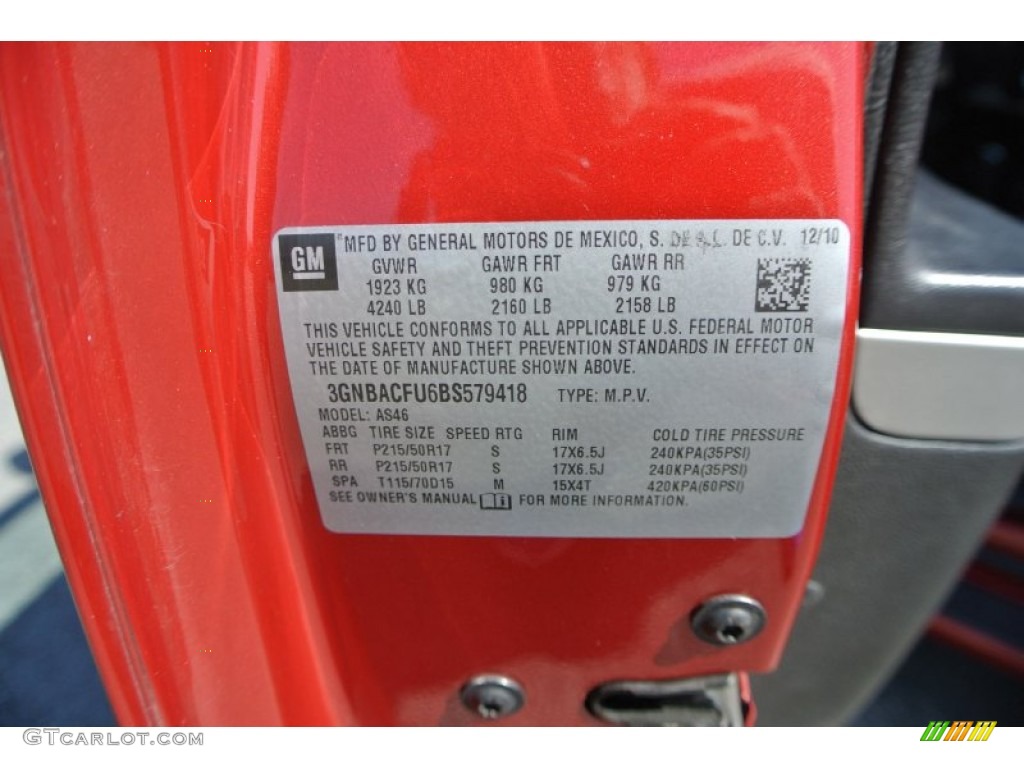 GM ®MFD BY GENERAL MOTORS DE MEXICO, S. DE R.L. DE C.V. 12/10
GVWR GAWR FRT GAWR RR
1923 KG 980 KG 979 KG
4240 LB 2160 LB 2158 LB
THIS VEHICLE CONFORMS TO ALL APPLICABLE U.S. FEDERAL MOTOR
VEHICLE SAFETY AND THEFT PREVENTION STANDARDS IN EFFECT ON
THE DATE OF MANUFACTURE SHOWN ABOVE.
3GNBACFU6BS579418 TYPE: M.P.V.
MODEL: AS46
ABBG TIRE SIZE SPEED RTG RIM COLD TIRE PRESSURE
FRT P215/50R17 S 17X6.5J 240KPA(35PSI)
RR P215/50R17 S 17X6.5J 240KPA(35PSI)
SPA T115/70D15 M 15X4T 420KPA(60PSI)
SEE OWNER'S MANUAL FOR MORE INFORMATION.
GTCarLot.com